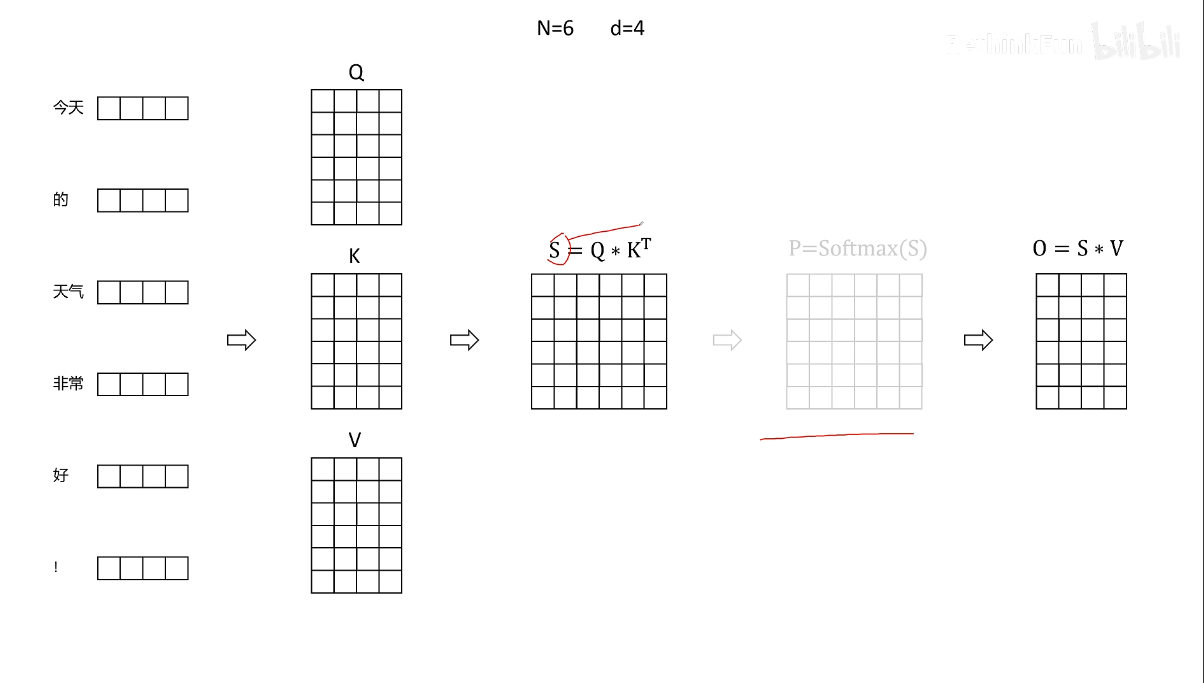 N=6 d=4
bilibili
Q
今天
的
K
S = Q * K^T
P=Softmax(S)
O = S * V
天气
非常
V
好
!